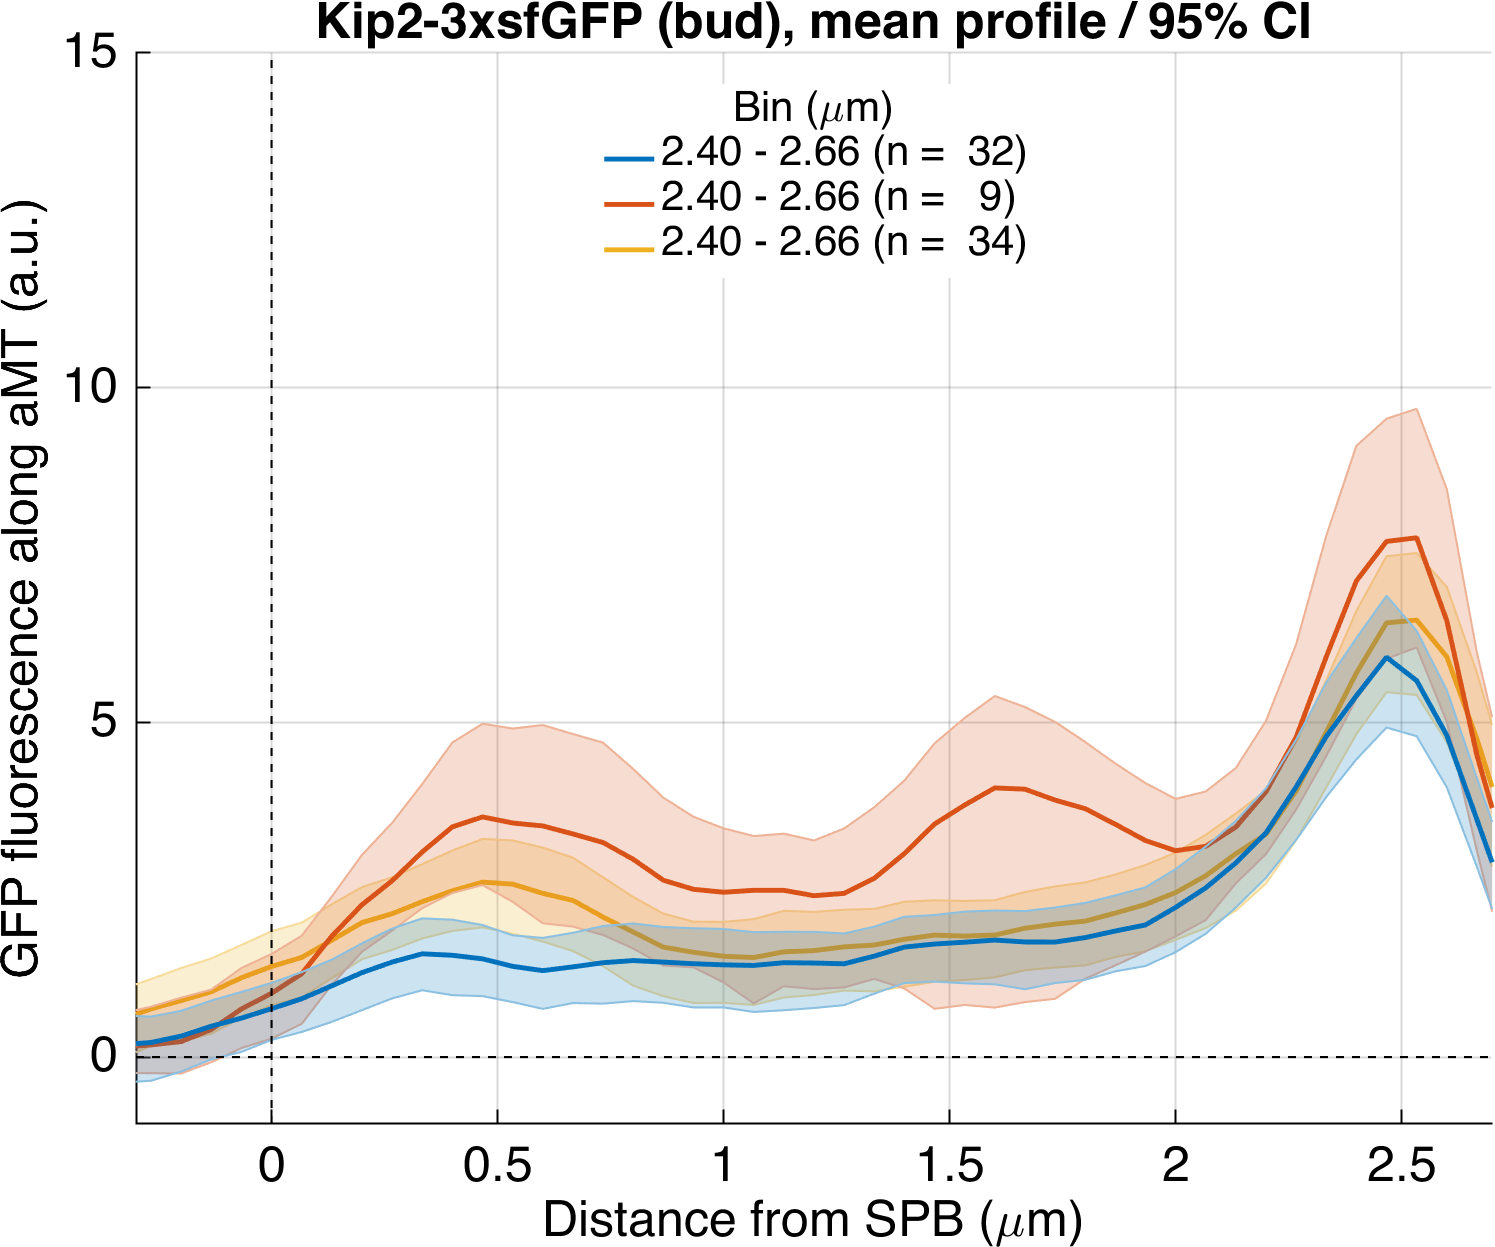 Kip2-3xsfGFP (bud), mean profile / 95% CI
15
10
5
0
GFP fluorescence along aMT (a.u.)
Bin (μm)
2.40 - 2.66 (n = 32)
2.40 - 2.66 (n = 9)
2.40 - 2.66 (n = 34)
0 0.5 1 1.5 2 2.5
Distance from SPB (μm)